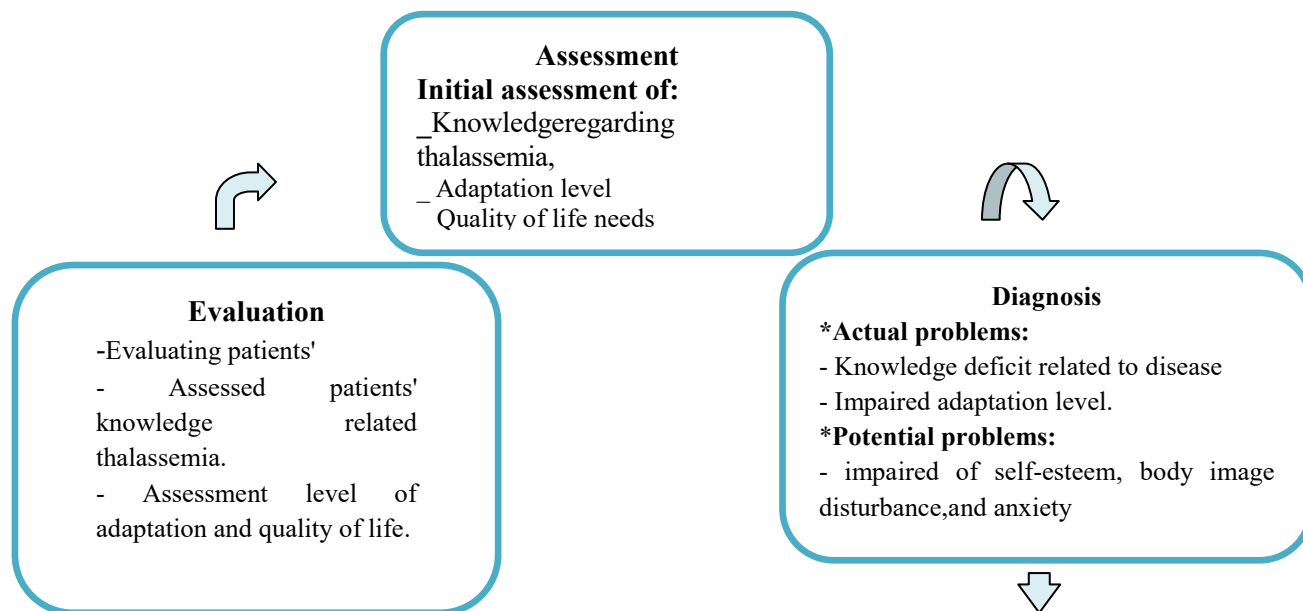 Assessment
Initial assessment of:
_Knowledgeregarding
thalassemia,
_ Adaptation level
Quality of life needs
Evaluation
-Evaluating patients'
- Assessed patients'
knowledge related
thalassemia.
- Assessment level of
adaptation and quality of life.
Diagnosis
*Actual problems:
- Knowledge deficit related to disease
- Impaired adaptation level.
*Potential problems:
- impaired of self-esteem, body image
disturbance,and anxiety